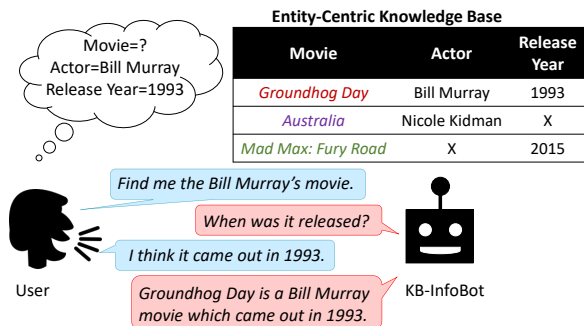 Entity-Centric Knowledge Base
Movie=?
Actor=Bill Murray
Release Year=1993
Movie Actor Release Year
Groundhog Day Bill Murray 1993
Australia Nicole Kidman X
Mad Max: Fury Road X 2015
Find me the Bill Murray's movie.
When was it released?
I think it came out in 1993.
Groundhog Day is a Bill Murray
movie which came out in 1993.
User
KB-InfoBot